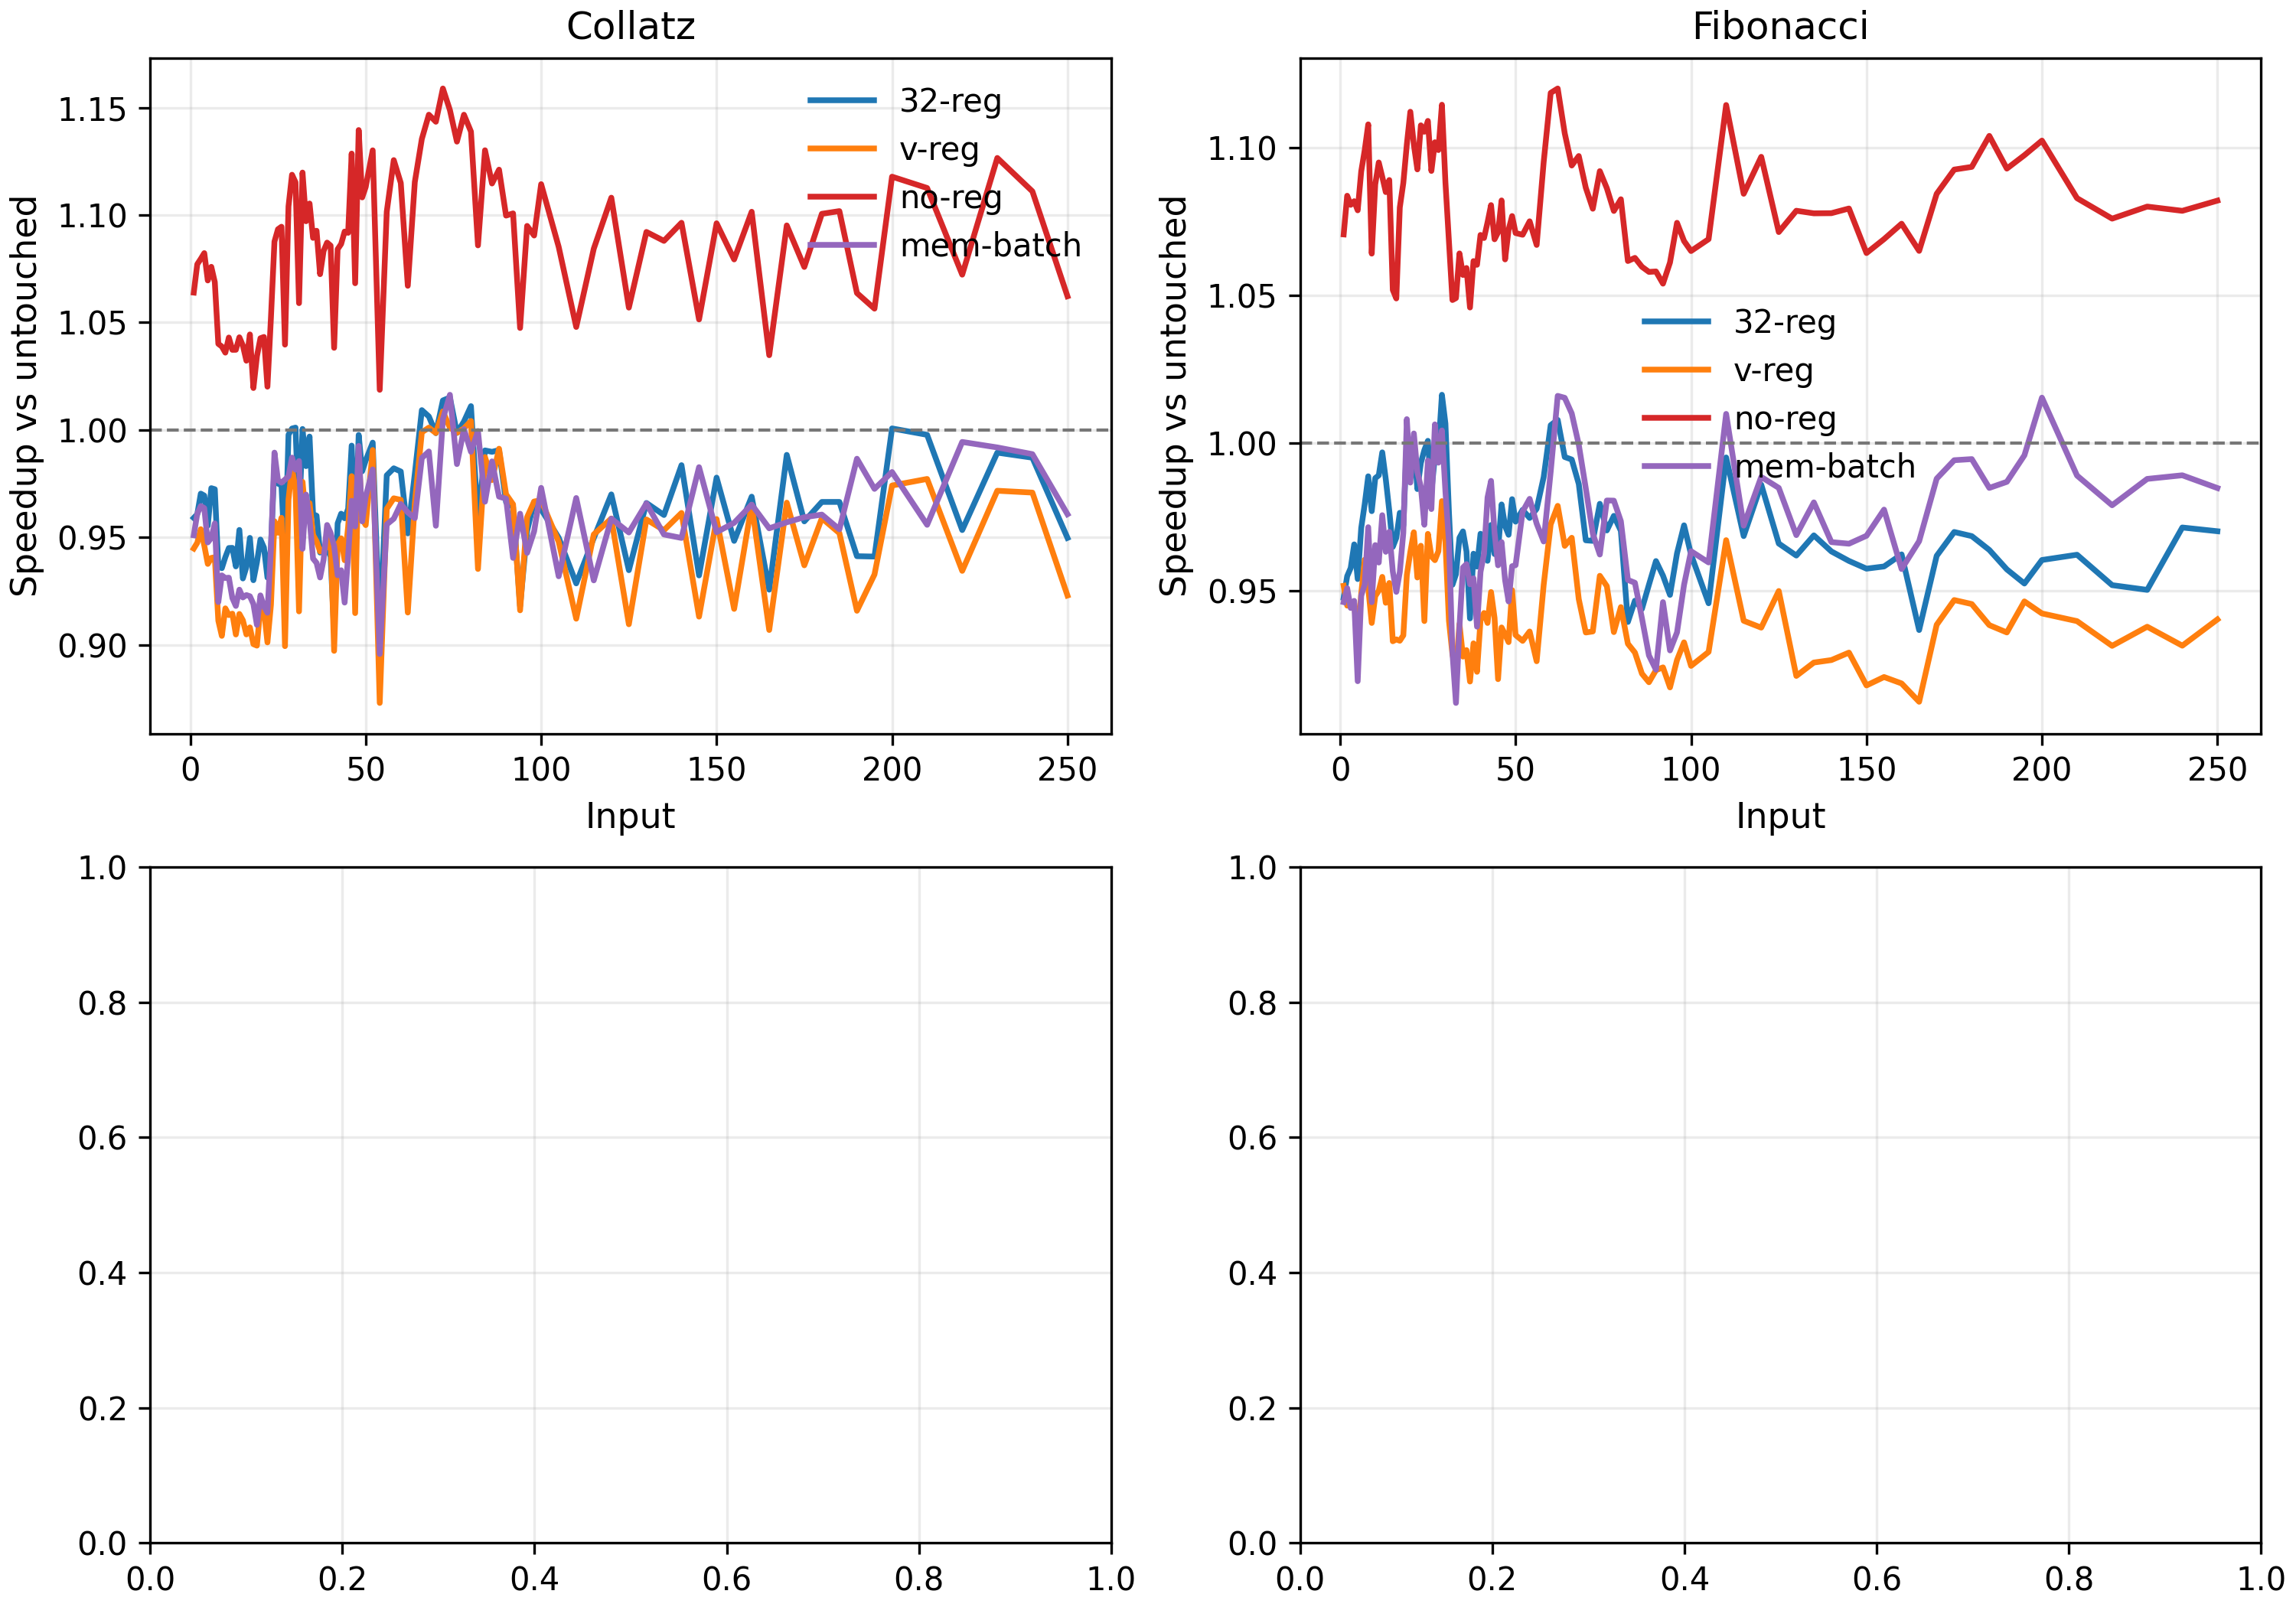 Collatz
Speedup vs untouched
1.15
1.10
1.05
1.00
0.95
0.90
32-reg
v-reg
no-reg
mem-batch
0 50 100 150 200 250
Input
Fibonacci
Speedup vs untouched
1.10
1.05
1.00
0.95
32-reg
v-reg
no-reg
mem-batch
0 50 100 150 200 250
Input
1.0
0.8
0.6
0.4
0.2
0.0
0.0 0.2 0.4 0.6 0.8 1.0
1.0
0.8
0.6
0.4
0.2
0.0
0.0 0.2 0.4 0.6 0.8 1.0